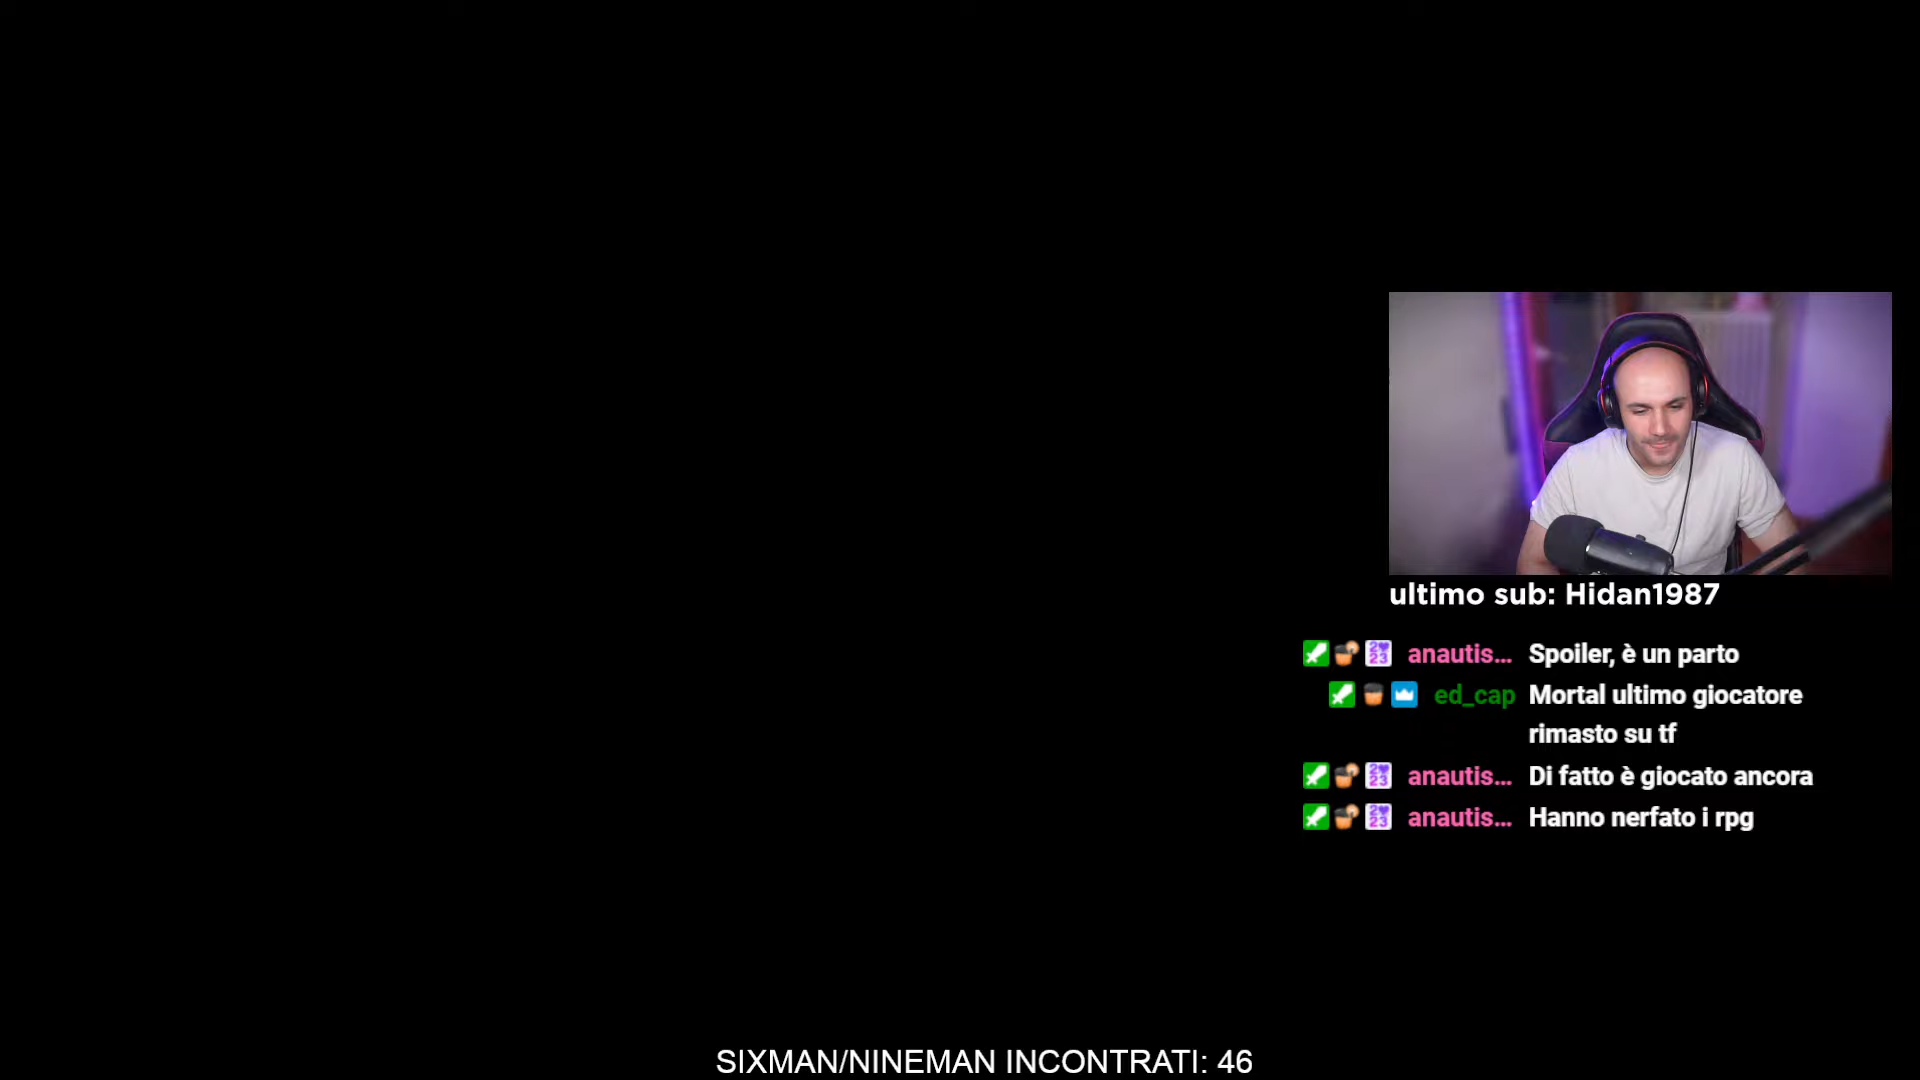 ultimo sub: Hidan1987
anautis... Spoiler, è un parto
ed_cap Mortal ultimo giocatore
rimasto su tf
anautis... Di fatto è giocato ancora
anautis... Hanno nerfato i rpg
SIXMAN/NINEMAN INCONTRATI: 46